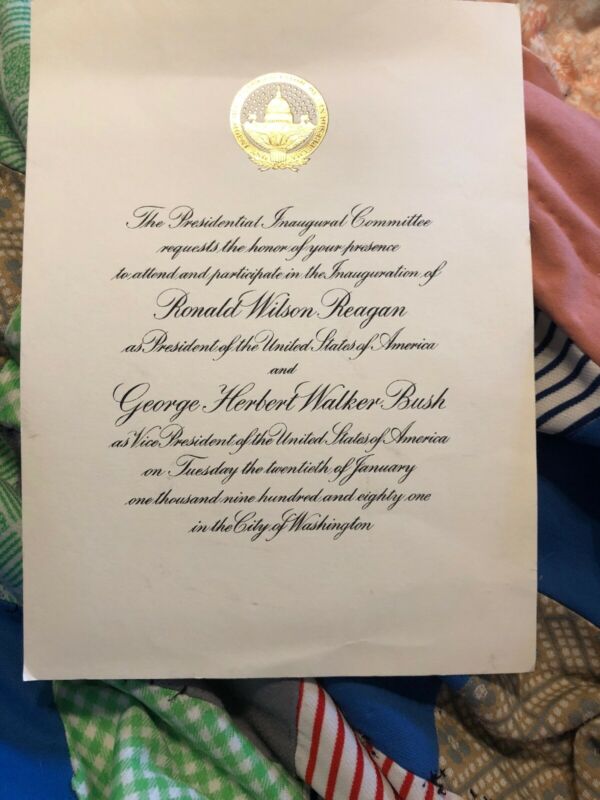 The Presidential Inaugural Committee
requests the honor of your presence
to attend and participate in the Inauguration of
Ronald Wilson Reagan
as President of the United States of America
and
George Herbert Walker Bush
as Vice President of the United States of America
on Tuesday the twentieth of January
one thousand nine hundred and eighty one
in the City of Washington